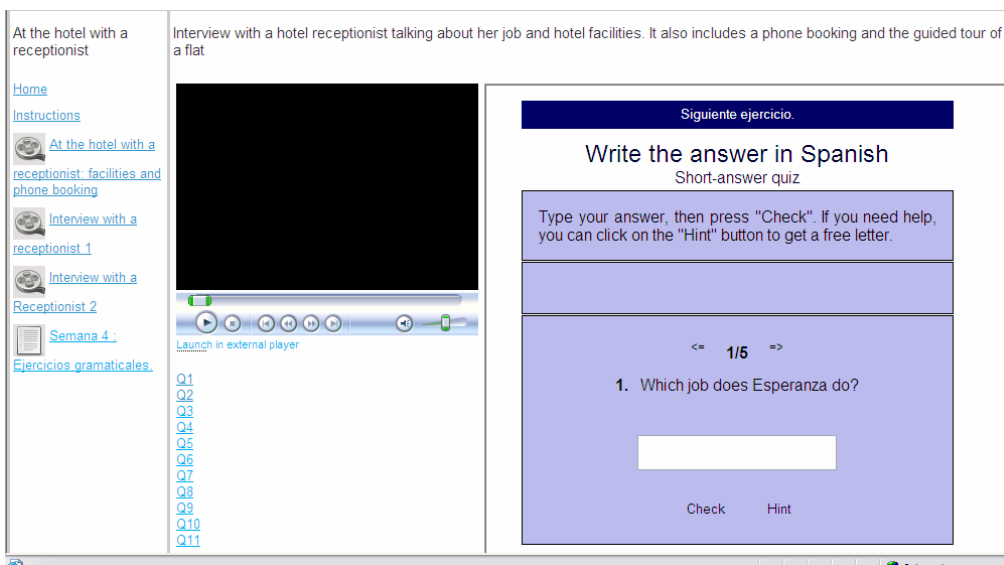 At the hotel with a
receptionist
Home
Instructions
At the hotel with a
receptionist: facilities and
phone booking
Interview with a
receptionist 1
Interview with a
Receptionist 2
Semana 4 :
Ejercicios gramaticales.
Interview with a hotel receptionist talking about her job and hotel facilities. It also includes a phone booking and the guided tour of
a flat
Launch in external player
Q1
Q2
Q3
Q4
Q5
Q6
Q7
Q8
Q9
Q10
Q11
Siguiente ejercicio.
Write the answer in Spanish
Short-answer quiz
Type your answer, then press "Check". If you need help,
you can click on the "Hint" button to get a free letter.
<= 1/5 =>
1. Which job does Esperanza do?
Check Hint